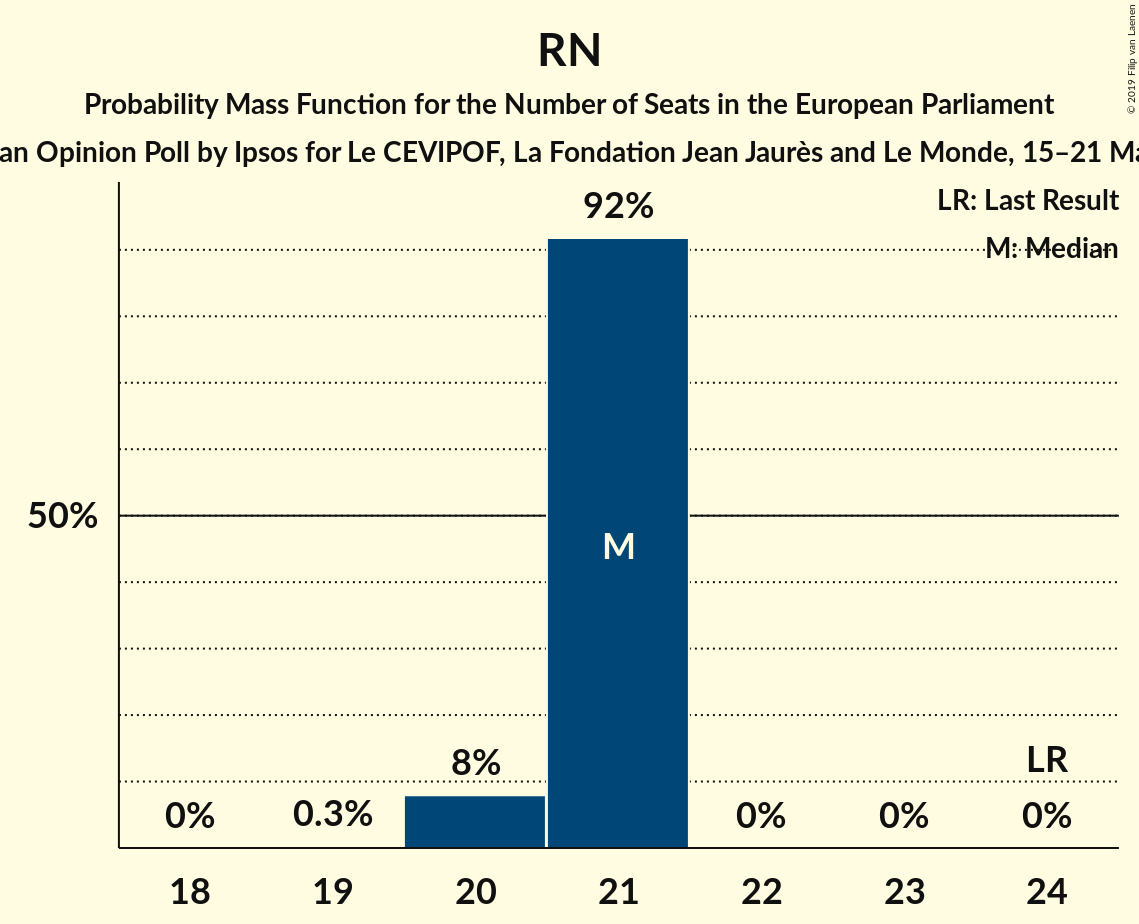 RN
Probability Mass Function for the Number of Seats in the European Parliament
an Opinion Poll by Ipsos for Le CEVIPOF, La Fondation Jean Jaurès and Le Monde, 15–21 Ma
© 2019 Filip van Laenen
LR: Last Result
M: Median
92%
50%
M
8%
LR
0%
0.3%
0%
0%
0%
18
19
20
21
22
23
24